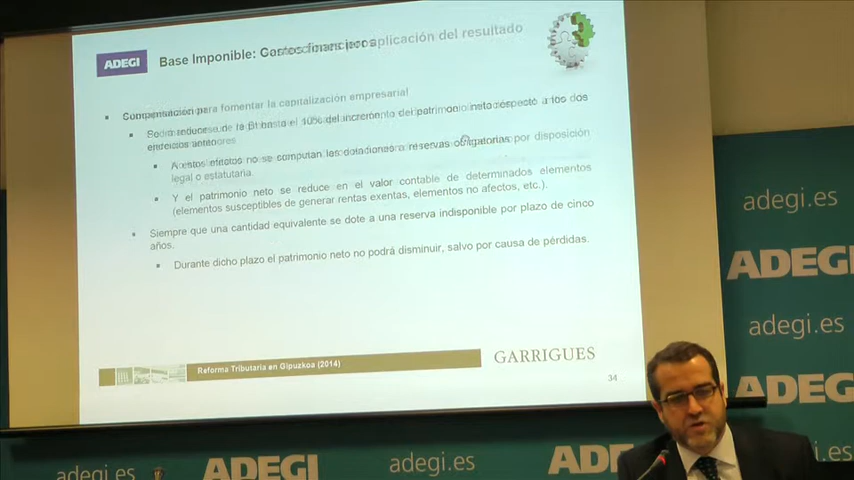 ADEGI
Base Imponible: aplicación del resultado
para fomentar la capitalización empresarial
de la BI hasta el 10% del incremento del patrimonio neto respecto a los dos
ejercicios anteriores
A estos efectos no se computan las dotaciones a reservas obligatorias por disposición
legal o estatutaria.
Y el patrimonio neto se reduce en el valor contable de determinados elementos
(elementos susceptibles de generar rentas exentas, elementos no afectos, etc.).
Siempre que una cantidad equivalente se dote a una reserva indisponible por plazo de cinco
años.
Durante dicho plazo el patrimonio neto no podrá disminuir, salvo por causa de pérdidas.
Reforma Tributaria en Gipuzkoa (2014)
GARRIGUES
34
adegi.es
ADEGI
adegi.es
ADEGI
adegi.es
ADEGI
adegi.es
ADEGI
.es